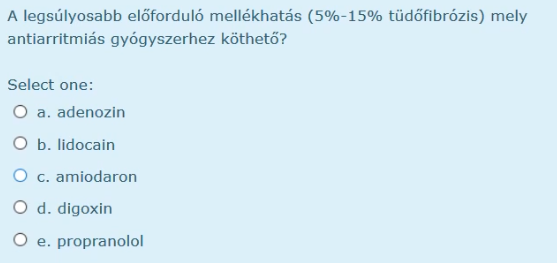 A legsúlyosabb előforduló mellékhatás (5%-15% tüdőfibrózis) mely
antiarritmiás gyógyszerhez köthető?
Select one:
a. adenozin
b. lidocain
c. amiodaron
d. digoxin
e. propranolol